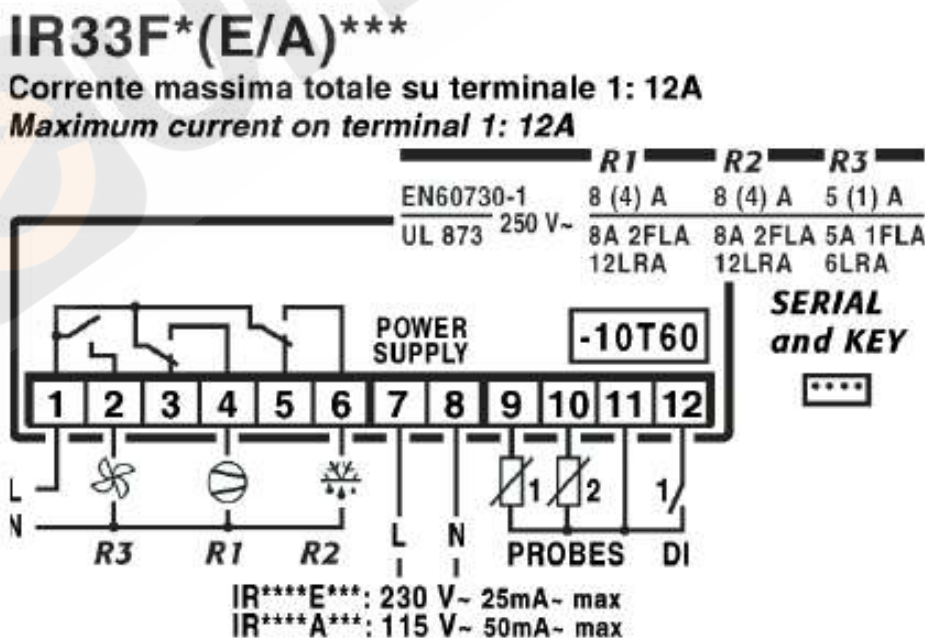 IR33F*(E/A)***
Corrente massima totale su terminale 1: 12A
Maximum current on terminal 1: 12A
R1 R2 R3
EN60730-1 8 (4) A 8 (4) A 5 (1) A
250 V~
UL 873 8A 2FLA 8A 2FLA 5A 1FLA
12LRA 12LRA 6LRA
SERIAL
and KEY
POWER
SUPPLY
-10T60
1 2 3 4 5 6 7 8 9 10 11 12
L
N
1 2 1
R3 R1 R2
L N
PROBES DI
IR****E***: 230 V~ 25mA~ max
IR****A***: 115 V~ 50mA~ max